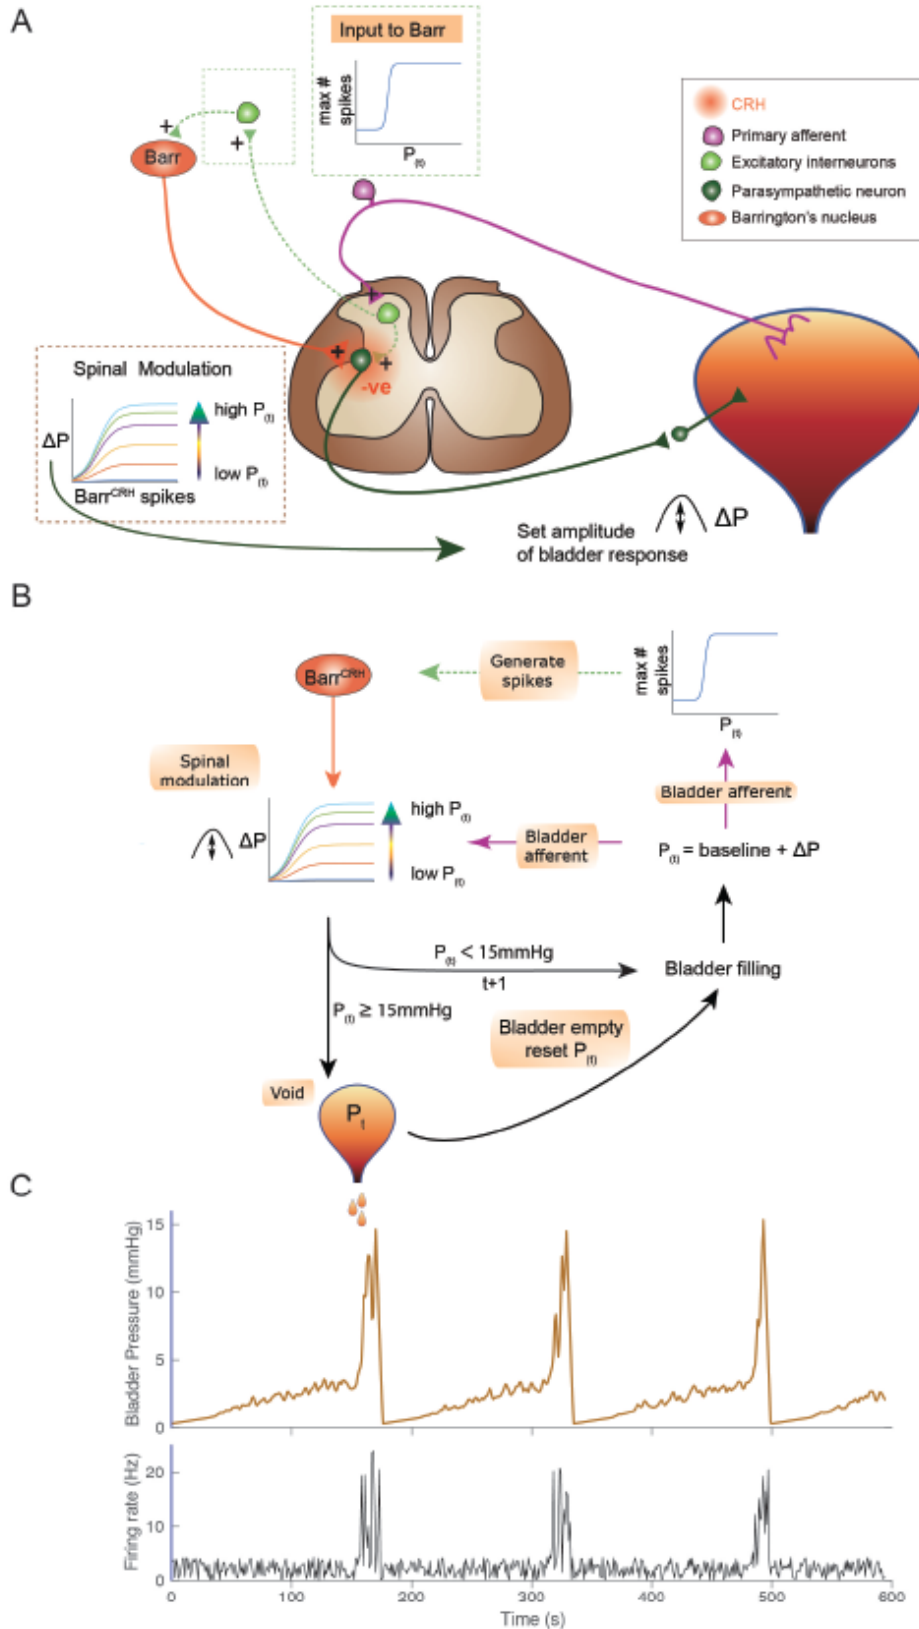 A
Input to Barr
max #
spikes
P(t)
+
+
Barr
CRH
Primary afferent
Excitatory interneurons
Parasympathetic neuron
Barrington's nucleus
+
+
+
-ve
Spinal Modulation
ΔP
high P(t)
low P(t)
Barr^CRH spikes
Set amplitude
of bladder response
ΔP
B
Barr^CRH
Generate
spikes
max #
spikes
P(t)
Spinal
modulation
ΔP
high P(t)
low P(t)
Bladder
afferent
Bladder afferent
P(t) = baseline + ΔP
P(t) < 15mmHg
t+1
Bladder filling
P(t) ≥ 15mmHg
Bladder empty
reset P(t)
Void
Pt
C
Bladder Pressure (mmHg)
15
10
5
0
Firing rate (Hz)
20
10
0
0 100 200 300 400 500 600
Time (s)